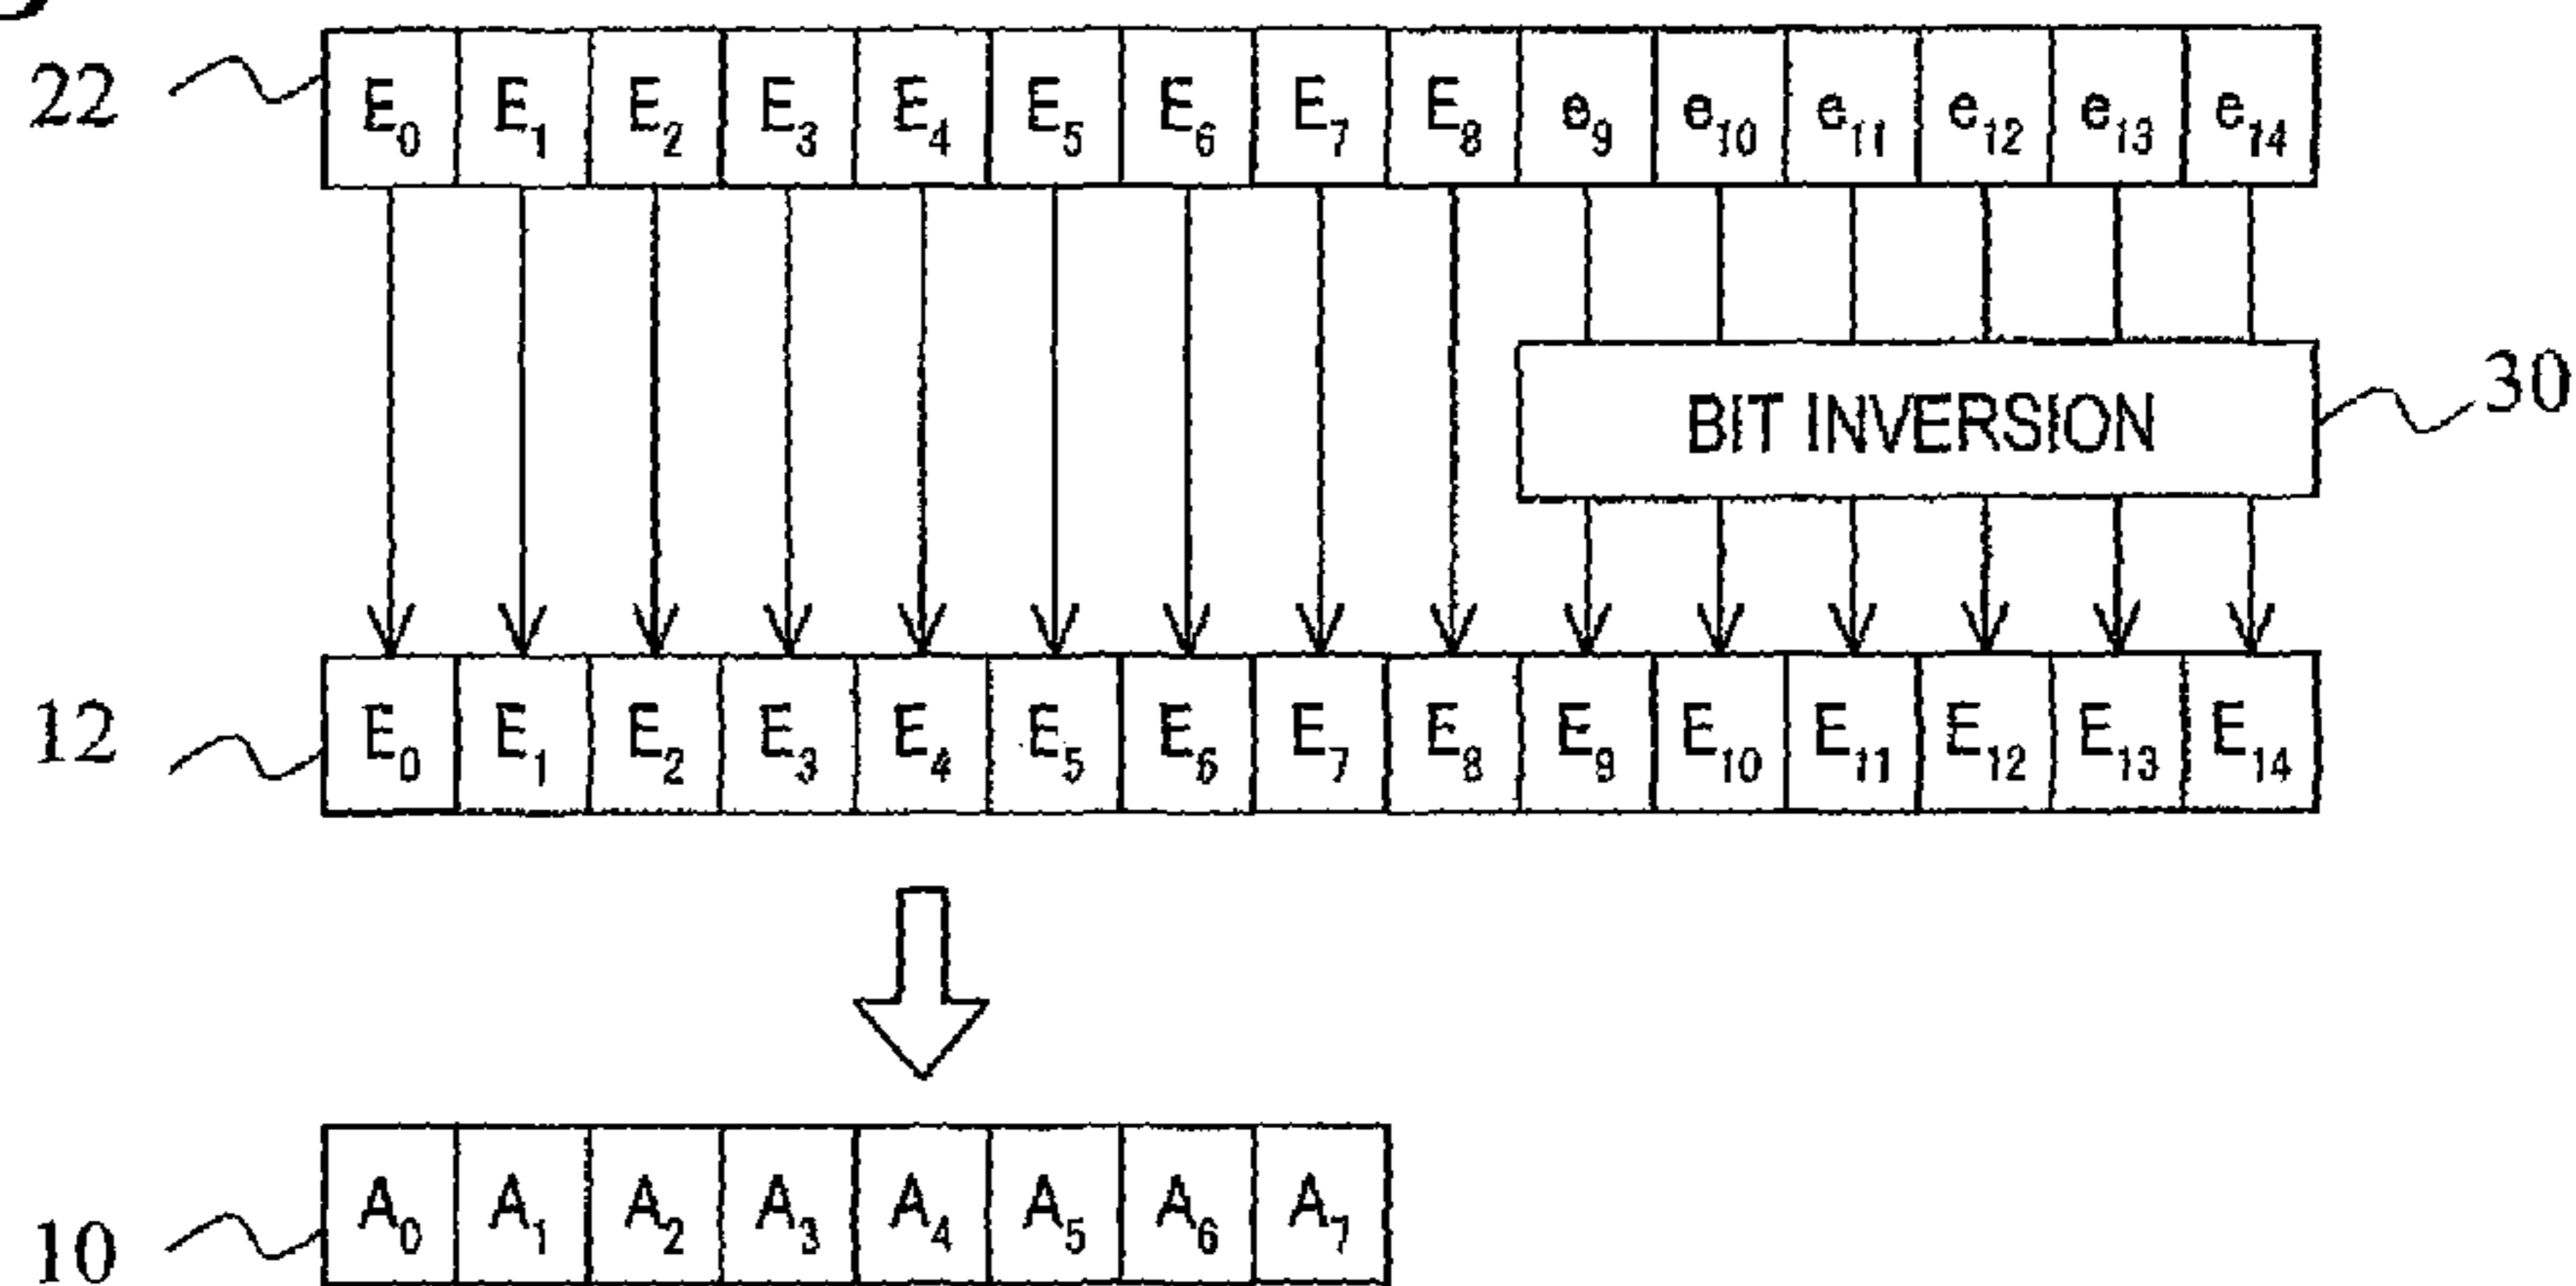 22 E₀ E₁ E₂ E₃ E₄ E₅ E₆ E₇ E₈ e₉ e₁₀ e₁₁ e₁₂ e₁₃ e₁₄
BIT INVERSION 30
12 E₀ E₁ E₂ E₃ E₄ E₅ E₆ E₇ E₈ E₉ E₁₀ E₁₁ E₁₂ E₁₃ E₁₄
10 A₀ A₁ A₂ A₃ A₄ A₅ A₆ A₇